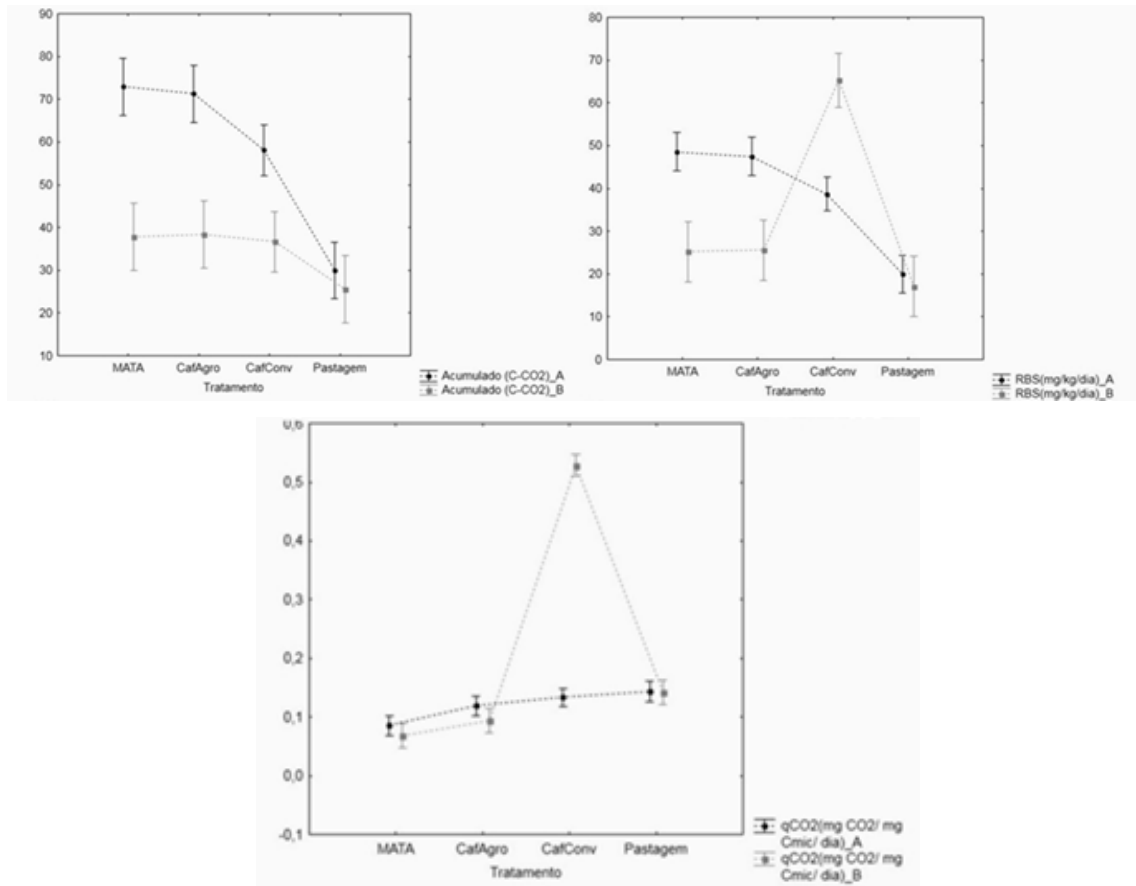 90
80
70
60
50
40
30
20
10
MATA CafAgro CafConv Pastagem
Tratamento
Acumulado (C-CO2)_A
Acumulado (C-CO2)_B
80
70
60
50
40
30
20
10
0
MATA CafAgro CafConv Pastagem
Tratamento
RBS(mg/kg/dia)_A
RBS(mg/kg/dia)_B
0,6
0,5
0,4
0,3
0,2
0,1
0,0
-0,1
MATA CafAgro CafConv Pastagem
Tratamento
qCO2(mg CO2/ mg
Cmic/ dia)_A
qCO2(mg CO2/ mg
Cmic/ dia)_B